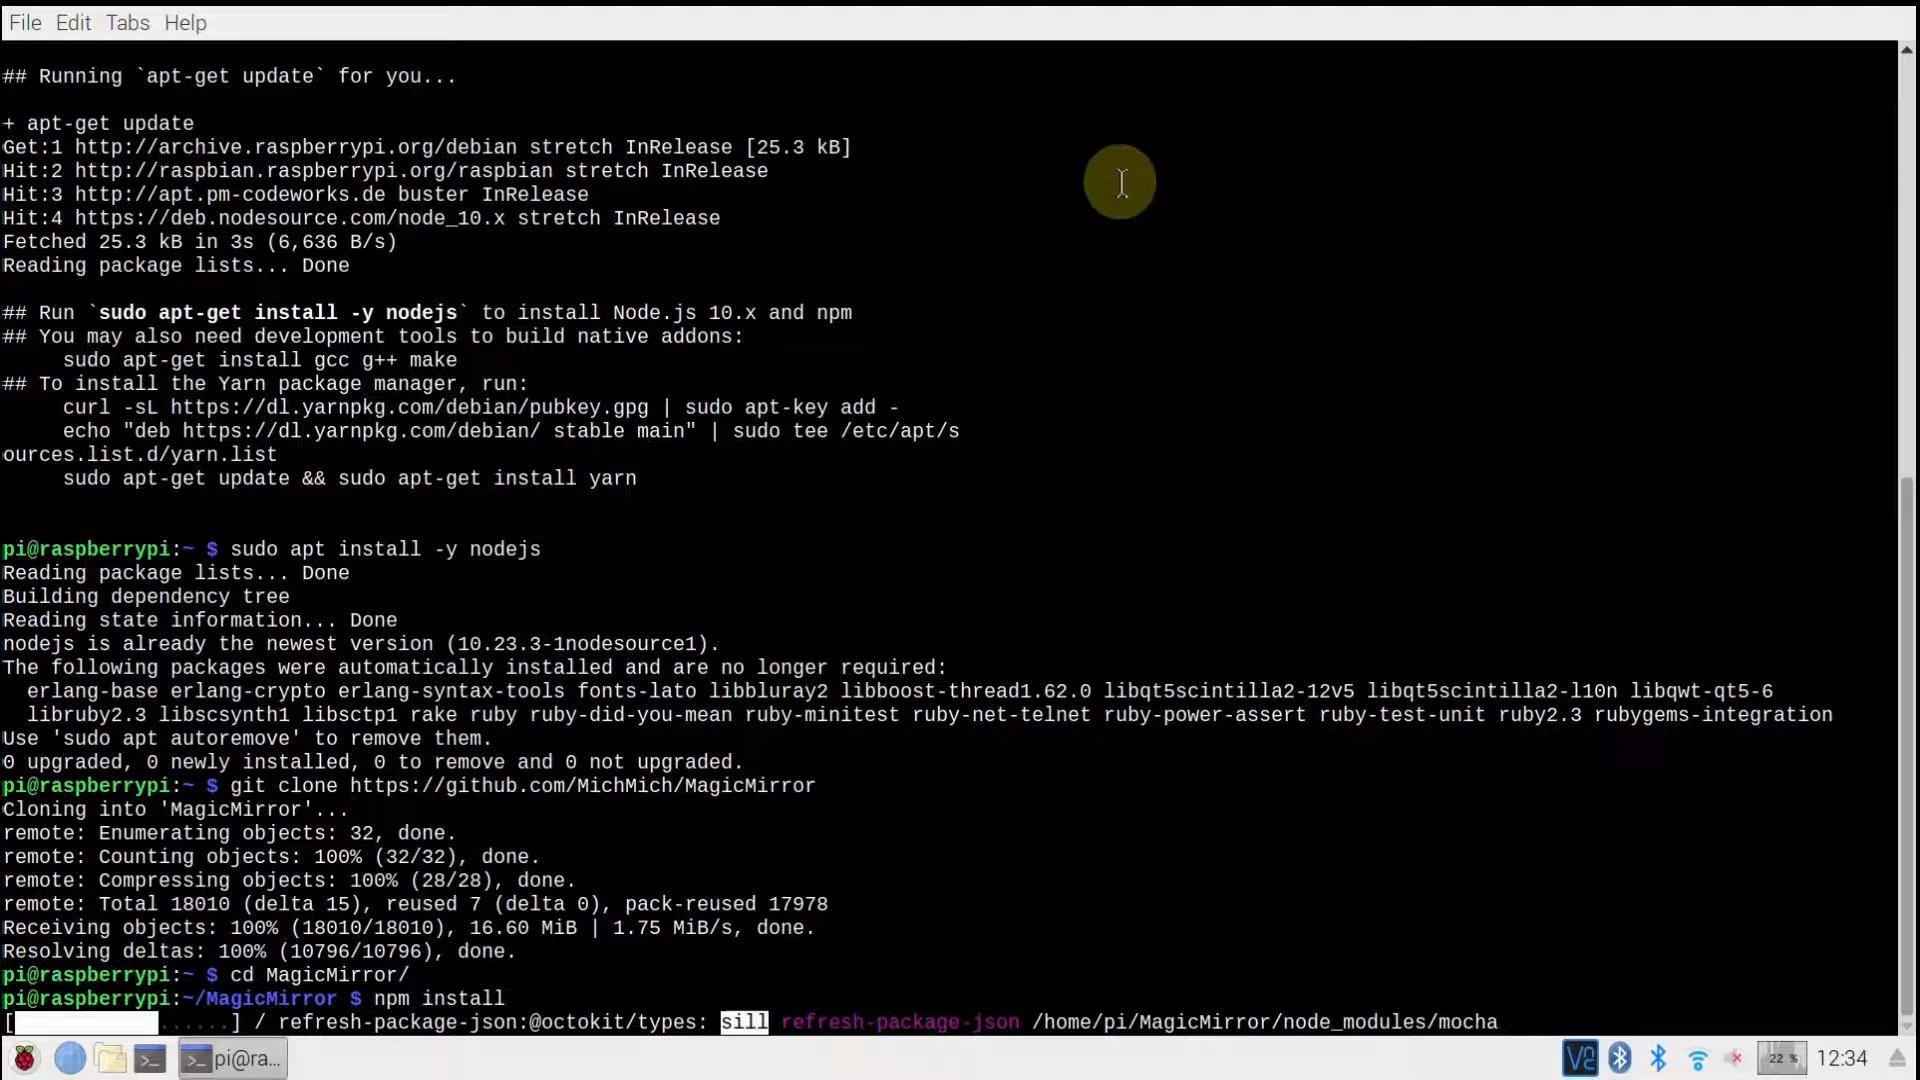 File Edit Tabs Help
## Running `apt-get update` for you...
+ apt-get update
Get:1 http://archive.raspberrypi.org/debian stretch InRelease [25.3 kB]
Hit:2 http://raspbian.raspberrypi.org/raspbian stretch InRelease
Hit:3 http://apt.pm-codeworks.de buster InRelease
Hit:4 https://deb.nodesource.com/node_10.x stretch InRelease
Fetched 25.3 kB in 3s (6,636 B/s)
Reading package lists... Done
## Run `sudo apt-get install -y nodejs` to install Node.js 10.x and npm
## You may also need development tools to build native addons:
     sudo apt-get install gcc g++ make
## To install the Yarn package manager, run:
     curl -sL https://dl.yarnpkg.com/debian/pubkey.gpg | sudo apt-key add -
     echo "deb https://dl.yarnpkg.com/debian/ stable main" | sudo tee /etc/apt/s
ources.list.d/yarn.list
     sudo apt-get update && sudo apt-get install yarn
pi@raspberrypi:~ $ sudo apt install -y nodejs
Reading package lists... Done
Building dependency tree
Reading state information... Done
nodejs is already the newest version (10.23.3-1nodesource1).
The following packages were automatically installed and are no longer required:
  erlang-base erlang-crypto erlang-syntax-tools fonts-lato libbluray2 libboost-thread1.62.0 libqt5scintilla2-12v5 libqt5scintilla2-l10n libqwt-qt5-6
  libruby2.3 libscsynth1 libsctp1 rake ruby ruby-did-you-mean ruby-minitest ruby-net-telnet ruby-power-assert ruby-test-unit ruby2.3 rubygems-integration
Use 'sudo apt autoremove' to remove them.
0 upgraded, 0 newly installed, 0 to remove and 0 not upgraded.
pi@raspberrypi:~ $ git clone https://github.com/MichMich/MagicMirror
Cloning into 'MagicMirror'...
remote: Enumerating objects: 32, done.
remote: Counting objects: 100% (32/32), done.
remote: Compressing objects: 100% (28/28), done.
remote: Total 18010 (delta 15), reused 7 (delta 0), pack-reused 17978
Receiving objects: 100% (18010/18010), 16.60 MiB | 1.75 MiB/s, done.
Resolving deltas: 100% (10796/10796), done.
pi@raspberrypi:~ $ cd MagicMirror/
pi@raspberrypi:~/MagicMirror $ npm install
[            ......] / refresh-package-json:@octokit/types: sill refresh-package-json /home/pi/MagicMirror/node_modules/mocha
pi@ra... 22 % 12:34